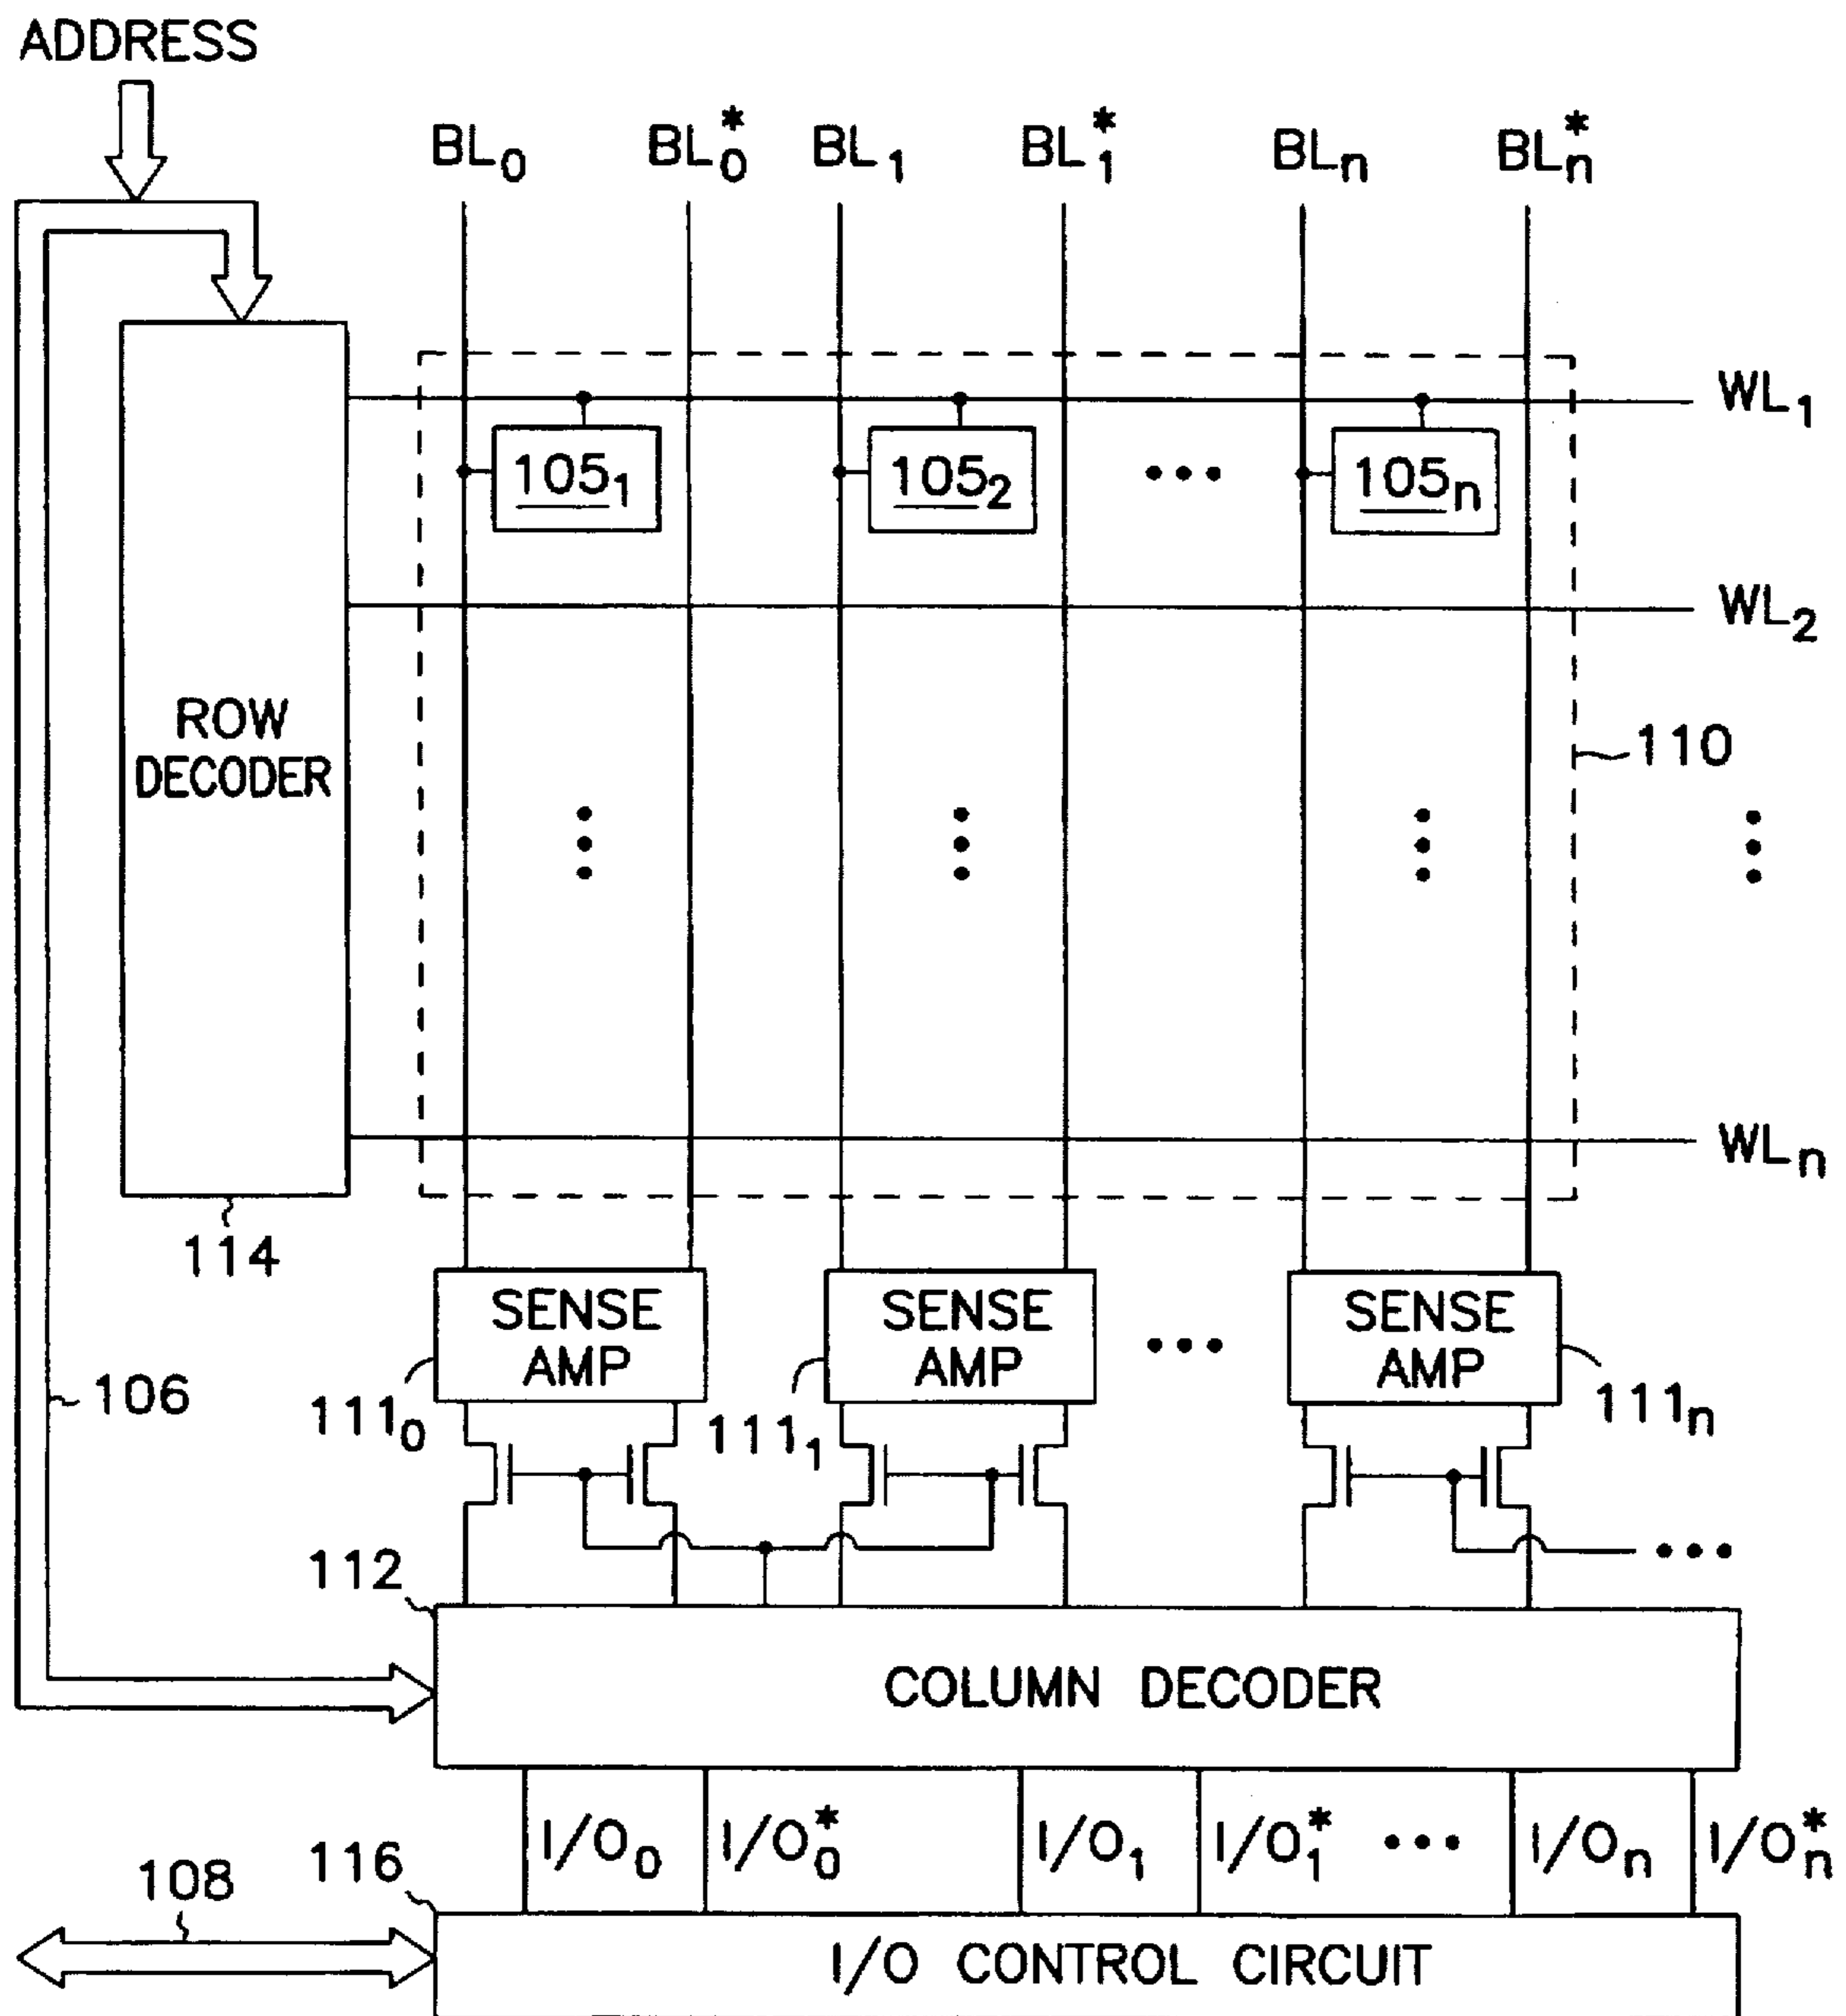 ADDRESS
BL₀ BL₀* BL₁ BL₁* BLₙ BLₙ*
WL₁
105₁ 105₂ ••• 105ₙ
WL₂
ROW
DECODER
110
WLₙ
114
SENSE
AMP
SENSE
AMP
•••
SENSE
AMP
106
111₀
111₁
111ₙ
•••
112
COLUMN DECODER
I/O₀ I/O₀* I/O₁ I/O₁* ••• I/Oₙ I/Oₙ*
116
108
I/O CONTROL CIRCUIT